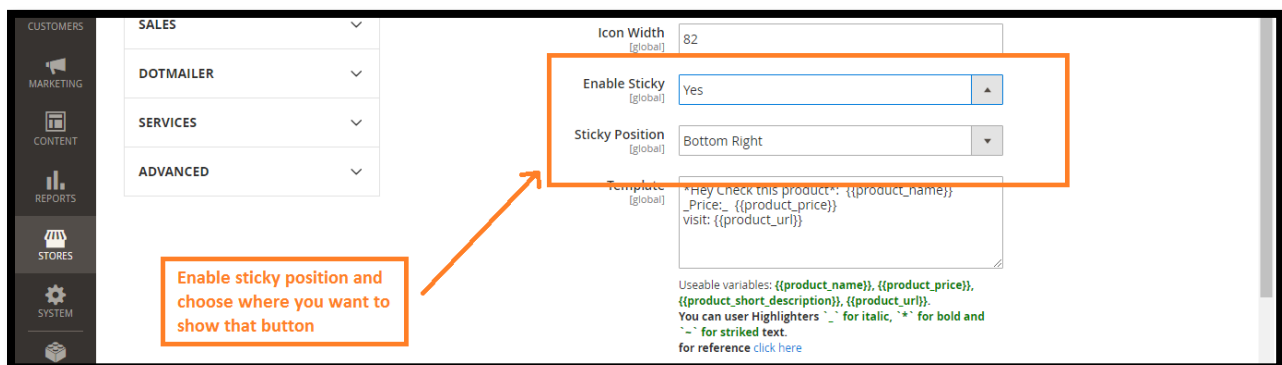 CUSTOMERS
MARKETING
CONTENT
REPORTS
STORES
SYSTEM
SALES
DOTMAILER
SERVICES
ADVANCED
Icon Width
[global]
82
Enable Sticky
[global]
Yes
Sticky Position
[global]
Bottom Right
Template
[global]
*Hey Check this product*: {{product_name}}
_Price:_ {{product_price}}
visit: {{product_url}}
Useable variables: {{product_name}}, {{product_price}},
{{product_short_description}}, {{product_url}}.
You can user Highlighters `_` for italic, `*` for bold and
`~` for striked text.
for reference click here
Enable sticky position and
choose where you want to
show that button